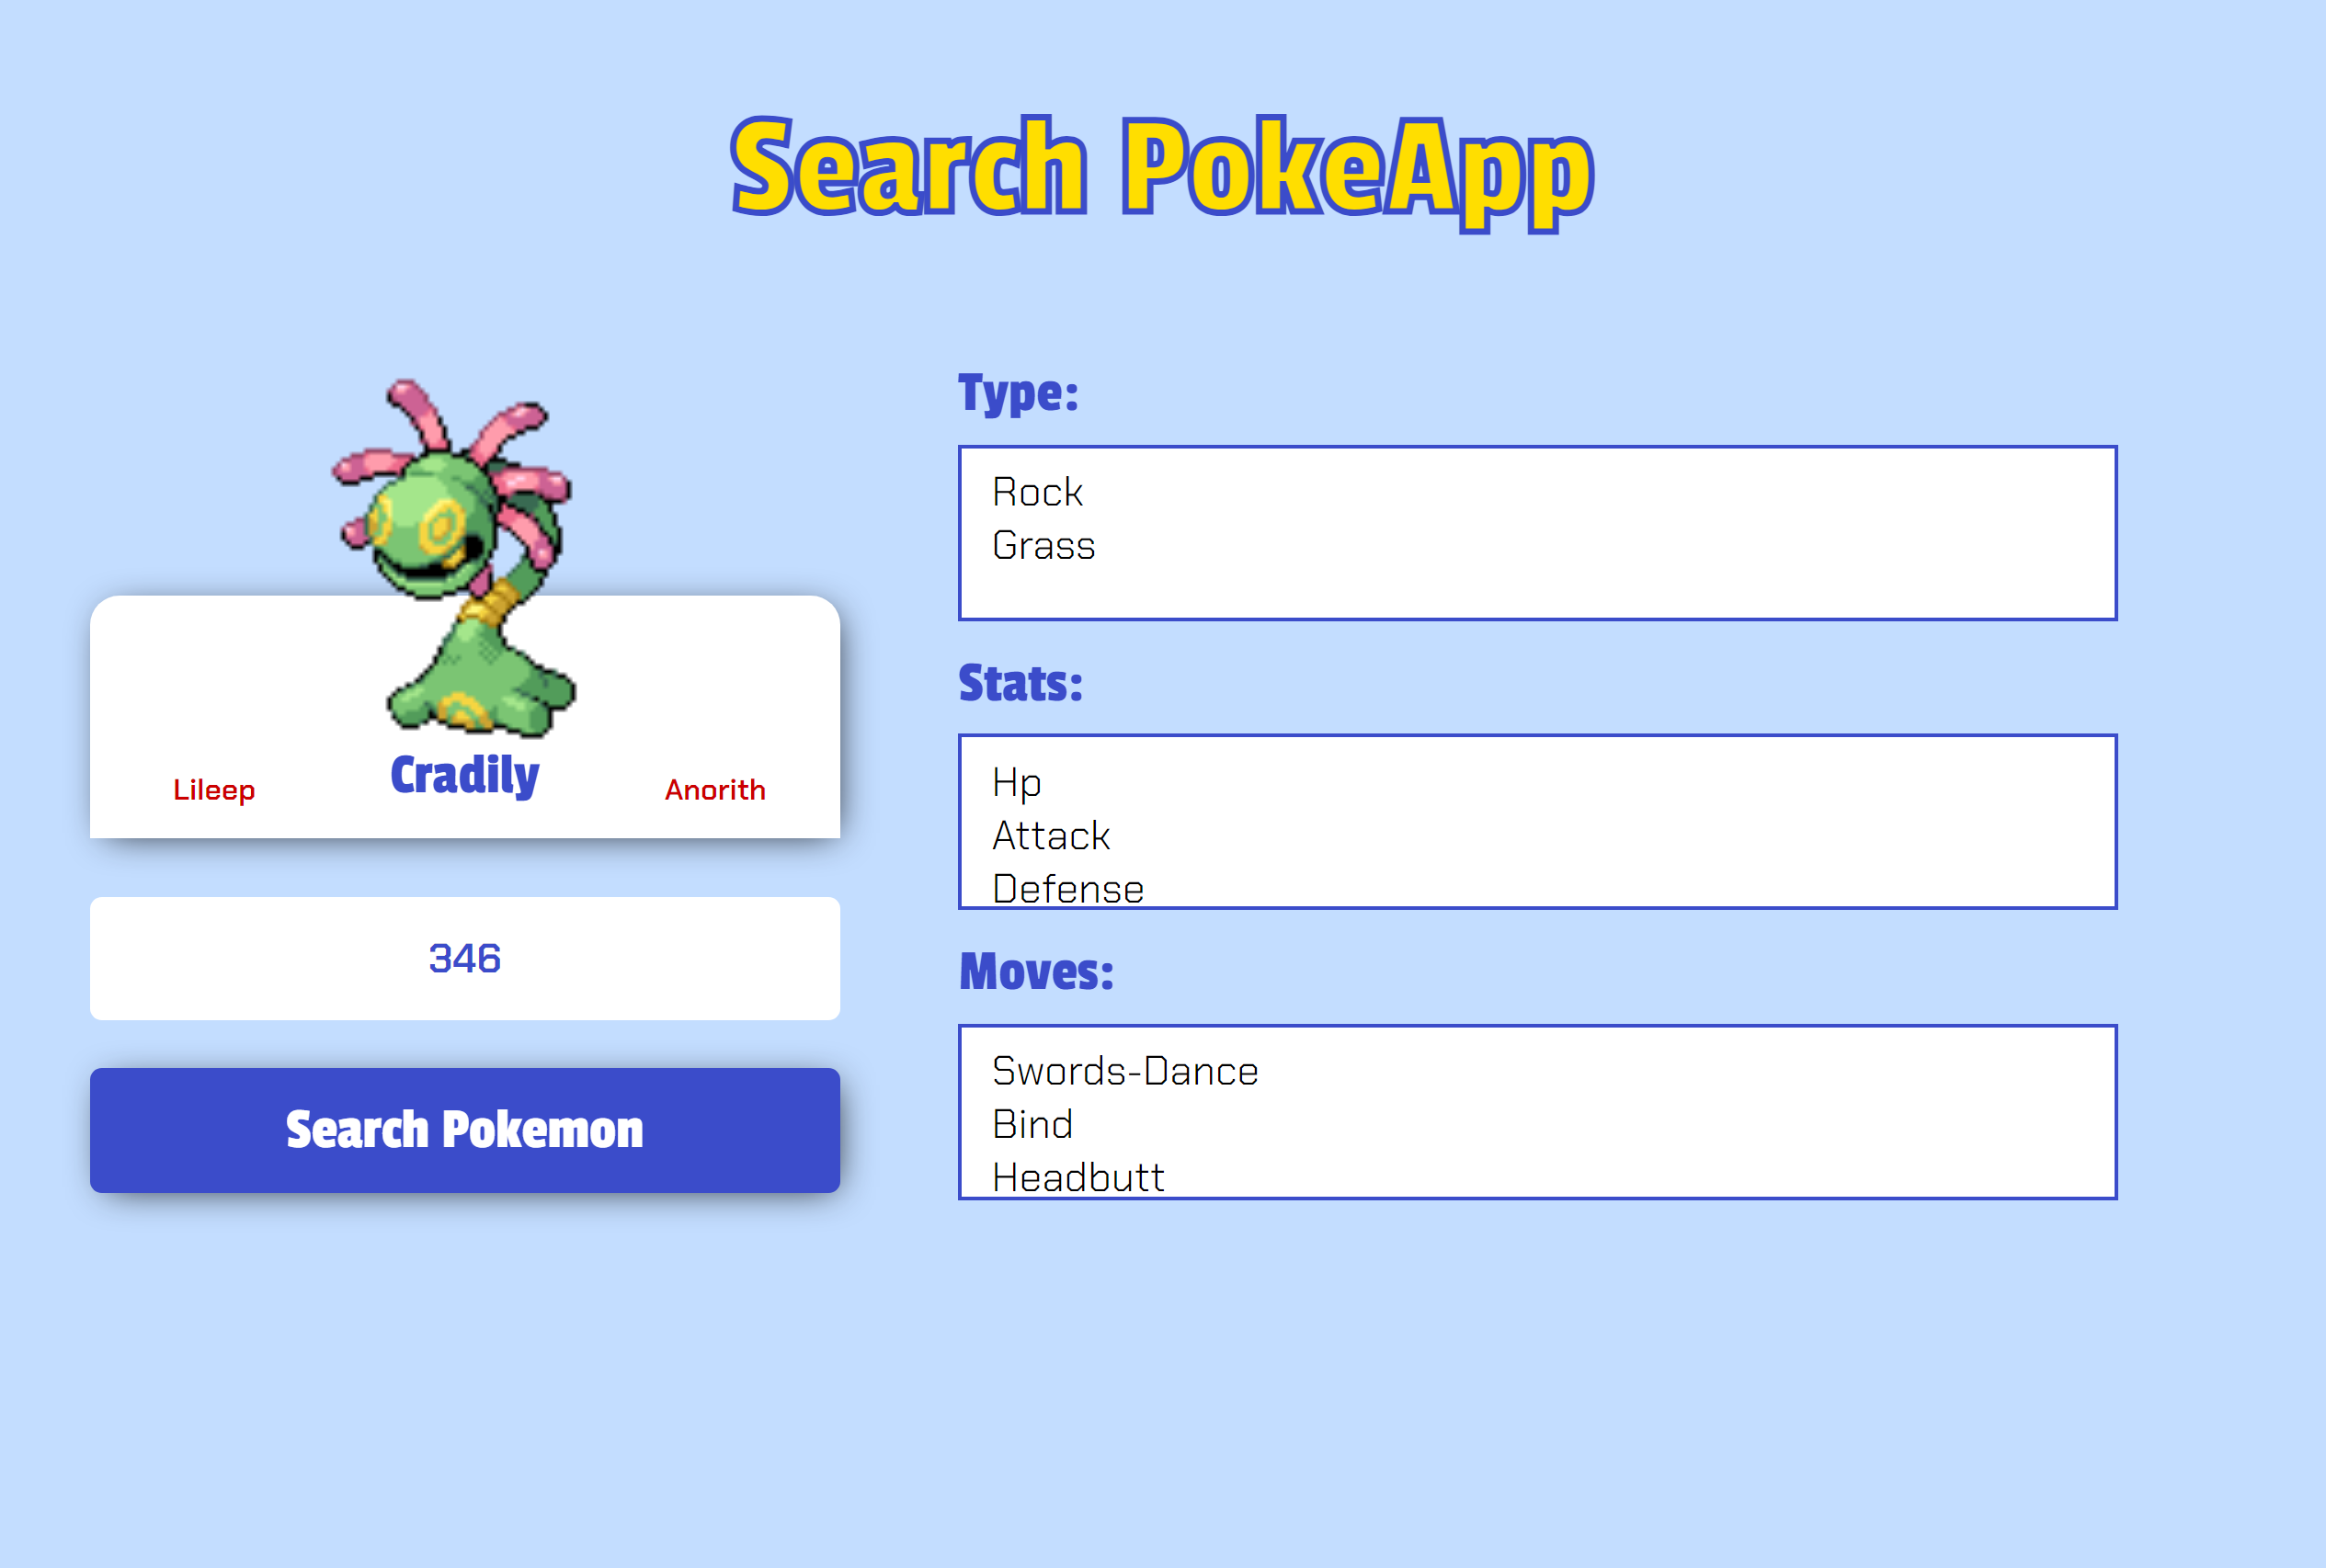 Search PokeApp
Lileep
Cradily
Anorith
346
Search Pokemon
Type:
Rock
Grass
Stats:
Hp
Attack
Defense
Moves:
Swords-Dance
Bind
Headbutt